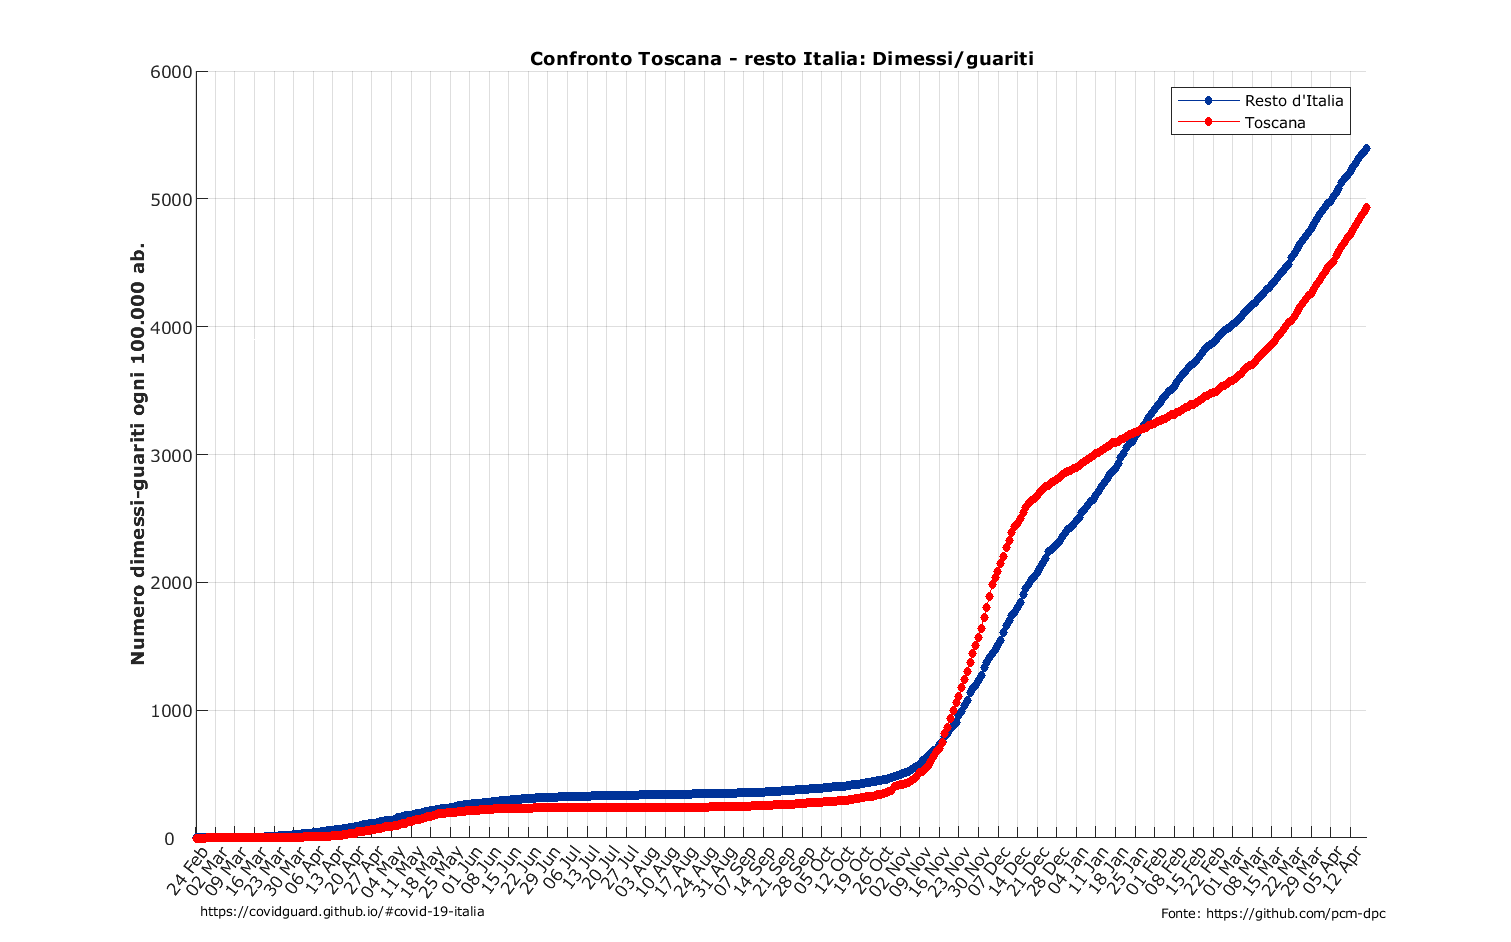 Confronto Toscana - resto Italia: Dimessi/guariti
Resto d'Italia
Toscana
Numero dimessi-guariti ogni 100.000 ab.
6000
5000
4000
3000
2000
1000
0
24 Feb
02 Mar
09 Mar
16 Mar
23 Mar
30 Mar
06 Apr
13 Apr
20 Apr
27 Apr
04 May
11 May
18 May
25 May
01 Jun
08 Jun
15 Jun
22 Jun
29 Jun
06 Jul
13 Jul
20 Jul
27 Jul
03 Aug
10 Aug
17 Aug
24 Aug
31 Aug
07 Sep
14 Sep
21 Sep
28 Sep
05 Oct
12 Oct
19 Oct
26 Oct
02 Nov
09 Nov
16 Nov
23 Nov
30 Nov
07 Dec
14 Dec
21 Dec
28 Dec
04 Jan
11 Jan
18 Jan
25 Jan
01 Feb
08 Feb
15 Feb
22 Feb
01 Mar
08 Mar
15 Mar
22 Mar
29 Mar
05 Apr
12 Apr
https://covidguard.github.io/#covid-19-italia
Fonte: https://github.com/pcm-dpc